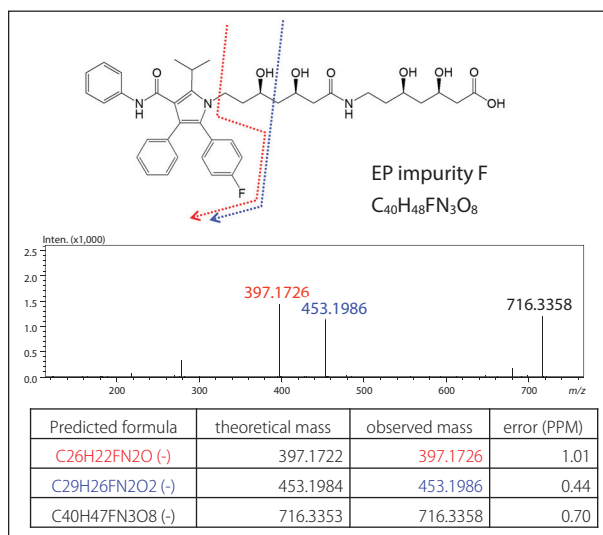 OH OH OH OH O
O
N
H
N
N
H
O
OH
F
EP impurity F
C₄₀H₄₈FN₃O₈
Inten. (x1,000)
2.5
2.0
1.5
1.0
0.5
0.0
397.1726
453.1986
716.3358
200 300 400 500 600 700 m/z
Predicted formula theoretical mass observed mass error (PPM)
C26H22FN2O (-) 397.1722 397.1726 1.01
C29H26FN2O2 (-) 453.1984 453.1986 0.44
C40H47FN3O8 (-) 716.3353 716.3358 0.70